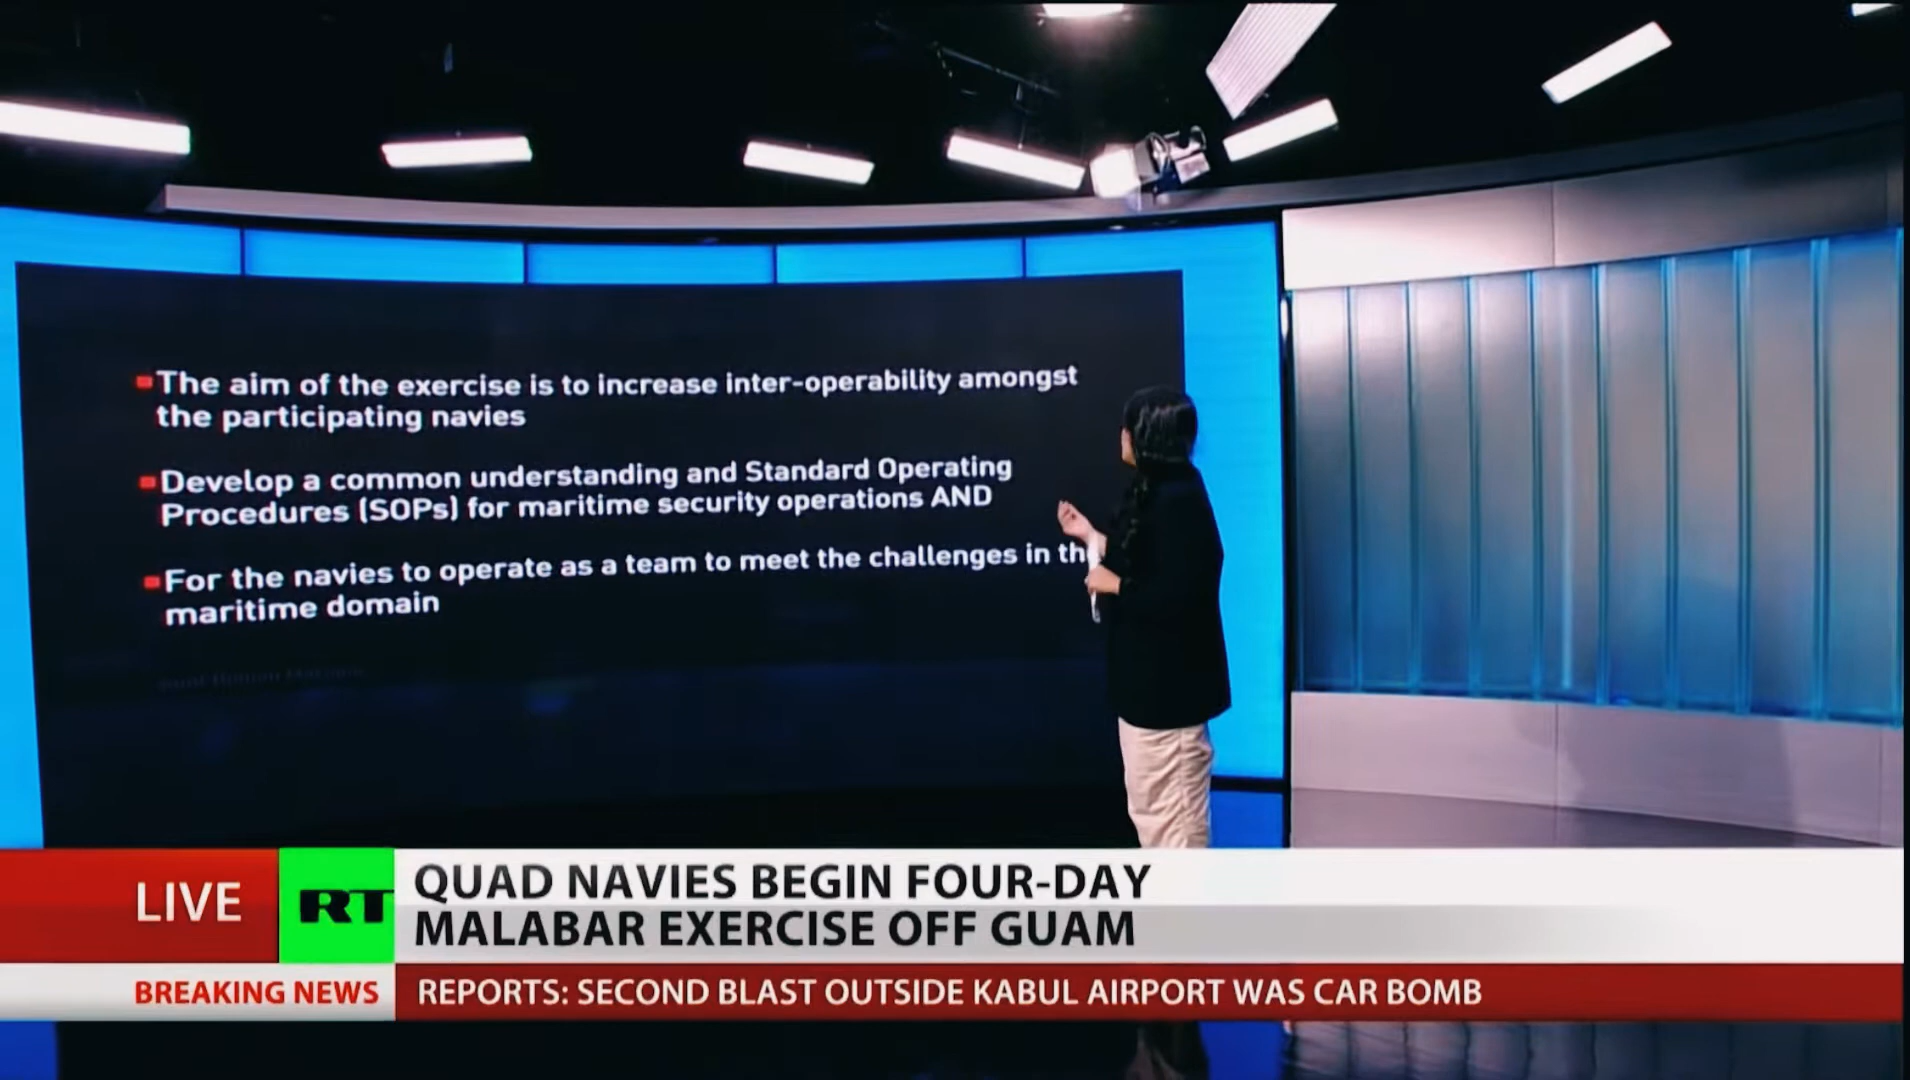 The aim of the exercise is to increase inter-operability amongst
the participating navies
Develop a common understanding and Standard Operating
Procedures (SOPs) for maritime security operations AND
For the navies to operate as a team to meet the challenges in th
maritime domain
LIVE
RT
QUAD NAVIES BEGIN FOUR-DAY
MALABAR EXERCISE OFF GUAM
BREAKING NEWS
REPORTS: SECOND BLAST OUTSIDE KABUL AIRPORT WAS CAR BOMB